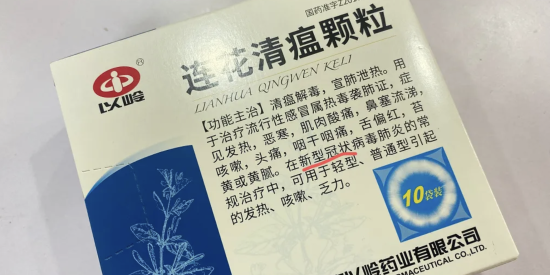 国药准字Z20
以岭
®
连花清瘟颗粒
LIANHUA QINGWEN KELI
【功能主治】清瘟解毒，宣肺泄热。用
于治疗流行性感冒属热毒袭肺证，症
见发热，恶寒，肌肉酸痛，鼻塞流涕，
咳嗽，头痛，咽干咽痛，舌偏红，苔
黄或黄腻。在新型冠状病毒肺炎的常
规治疗中，可用于轻型、普通型引起
的发热、咳嗽、乏力。
10袋装
以岭药业有限公司
CEUTICAL CO.,LTD.